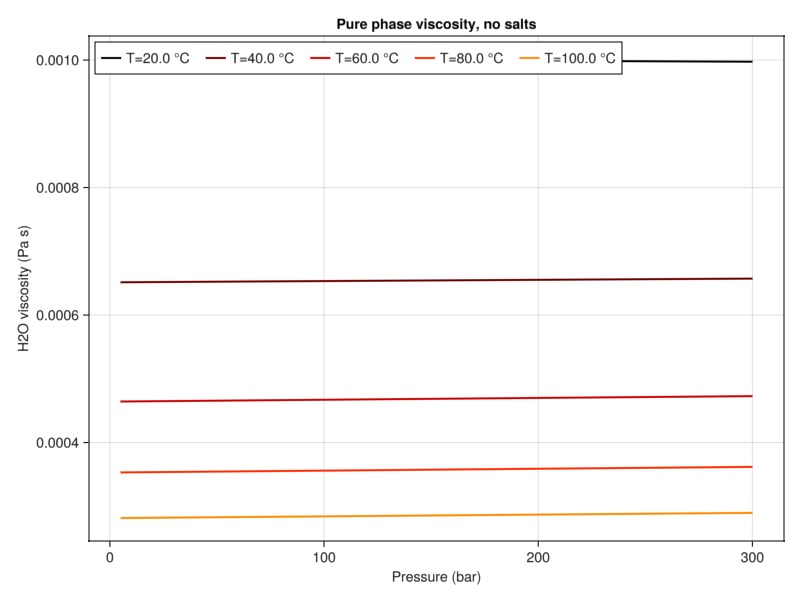 Pure phase viscosity, no salts
T=20.0 °C T=40.0 °C T=60.0 °C T=80.0 °C T=100.0 °C
0.0010
0.0008
0.0006
0.0004
H2O viscosity (Pa s)
0 100 200 300
Pressure (bar)